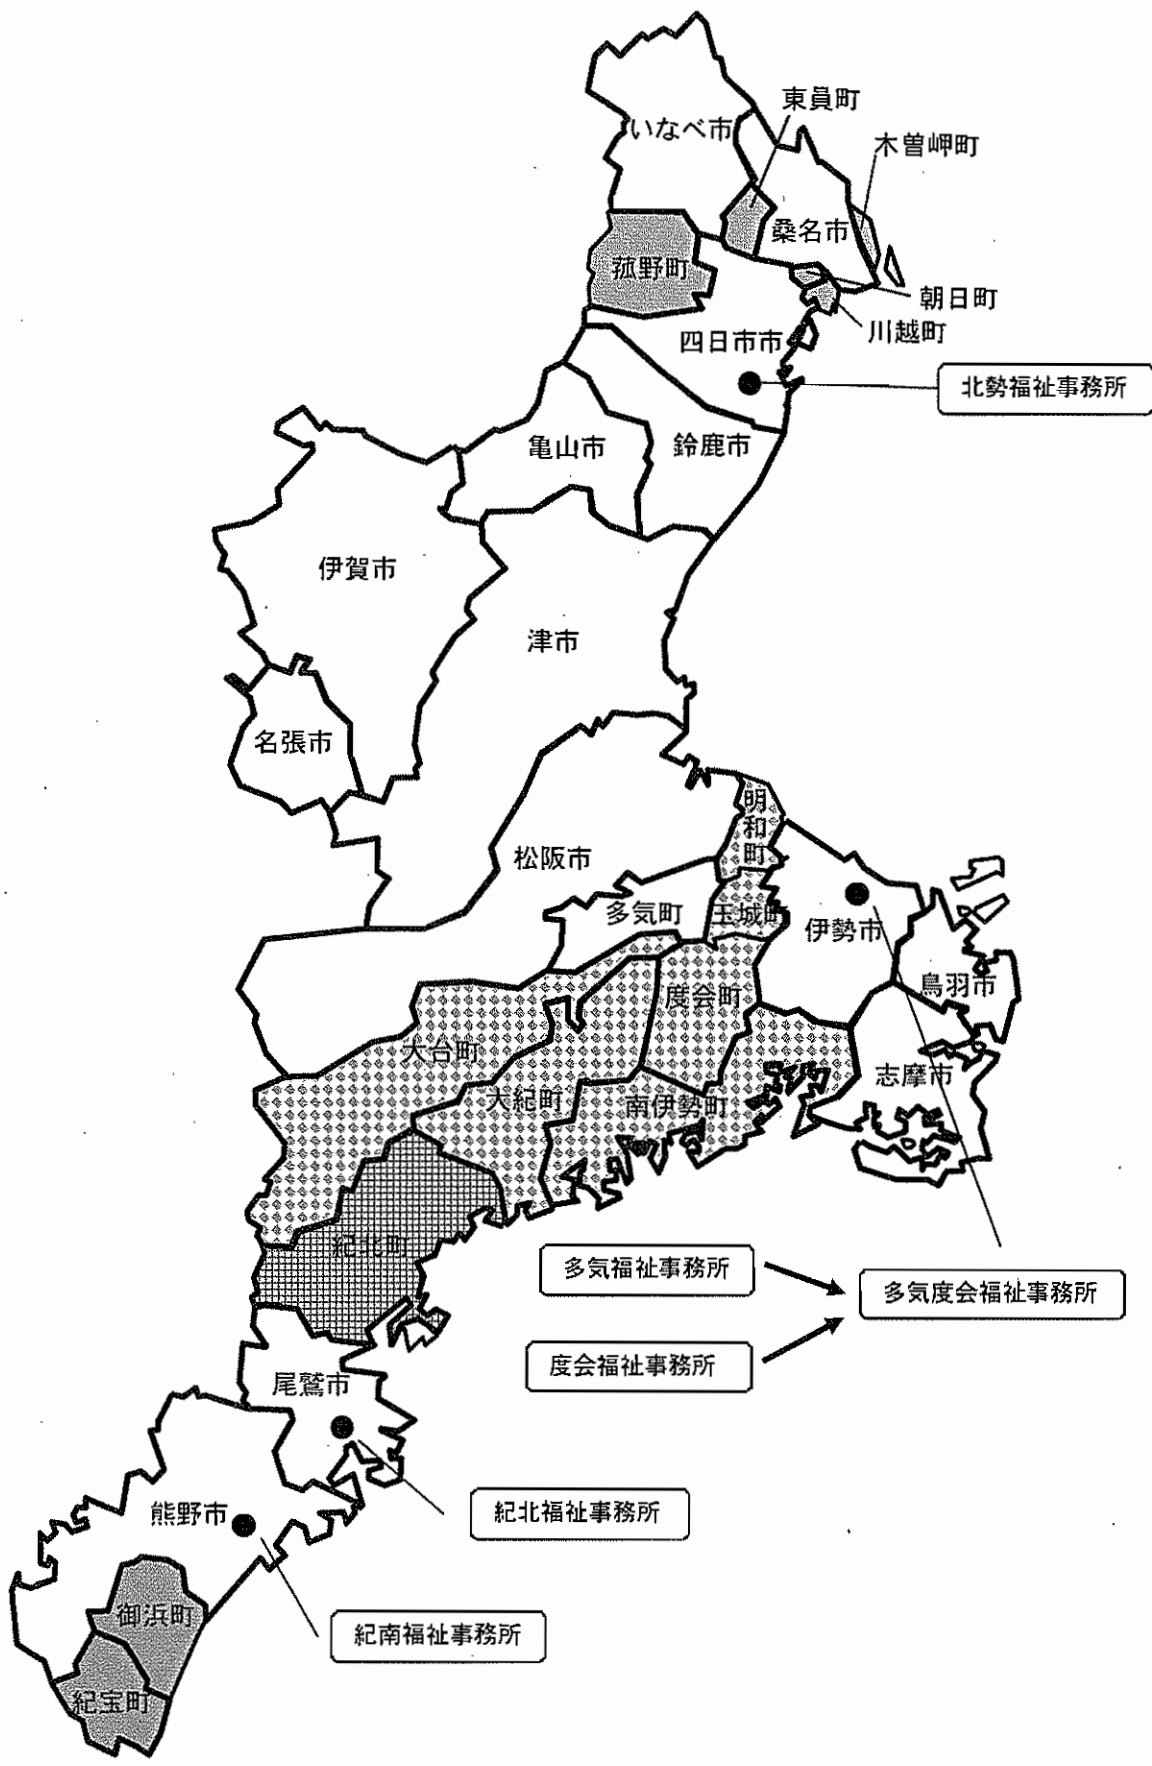 東員町
いなべ市
木曽岬町
桑名市
菰野町
朝日町
川越町
四日市市
北勢福祉事務所
亀山市
鈴鹿市
伊賀市
津市
名張市
明和町
松阪市
多気町
玉城町
伊勢市
鳥羽市
度会町
大台町
志摩市
大紀町
南伊勢町
紀北町
多気福祉事務所
多気度会福祉事務所
度会福祉事務所
尾鷲市
紀北福祉事務所
熊野市
御浜町
紀南福祉事務所
紀宝町